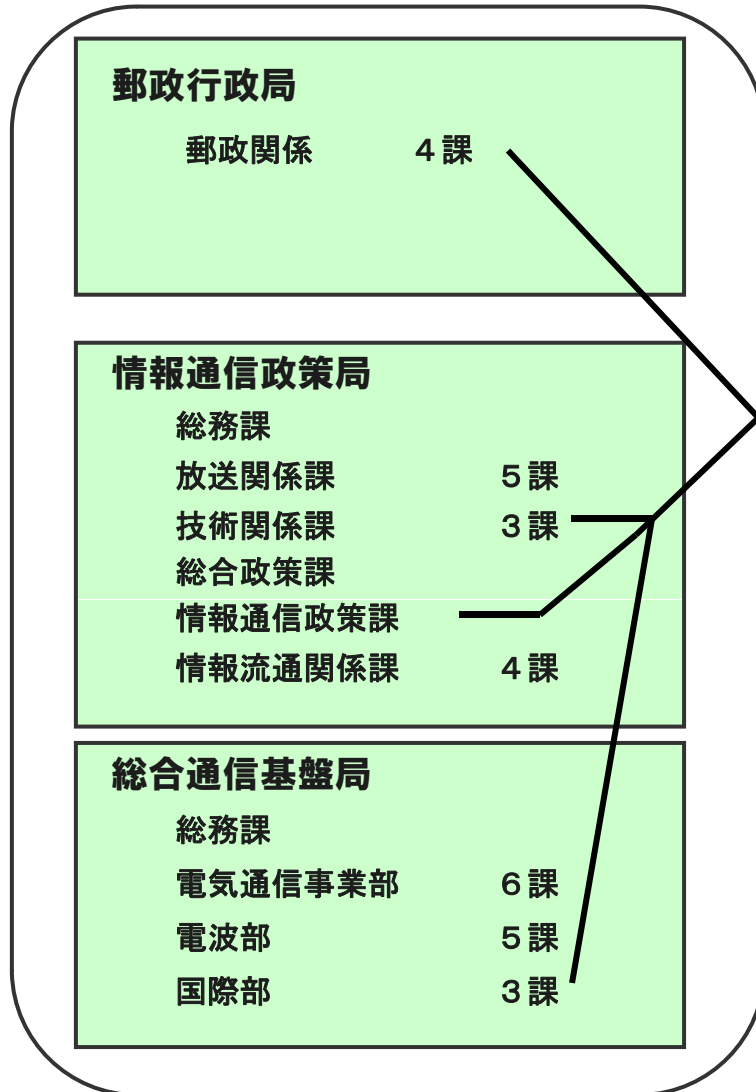 郵政行政局
郵政関係 ４課
情報通信政策局
総務課
放送関係課 ５課
技術関係課 ３課
総合政策課
情報通信政策課
情報流通関係課 ４課
総合通信基盤局
総務課
電気通信事業部 ６課
電波部 ５課
国際部 ３課